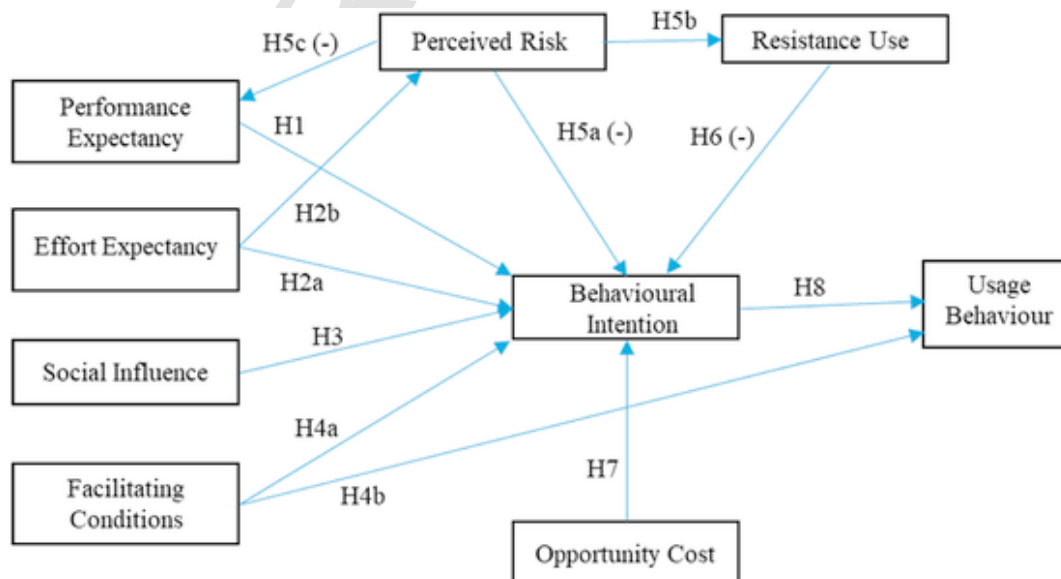 Perceived Risk
H5b
Resistance Use
H5c (-)
Performance
Expectancy
H1
H5a (-)
H6 (-)
H2b
Effort Expectancy
H2a
Behavioural
Intention
H8
Usage
Behaviour
H3
Social Influence
H4a
H7
Facilitating
Conditions
H4b
Opportunity Cost